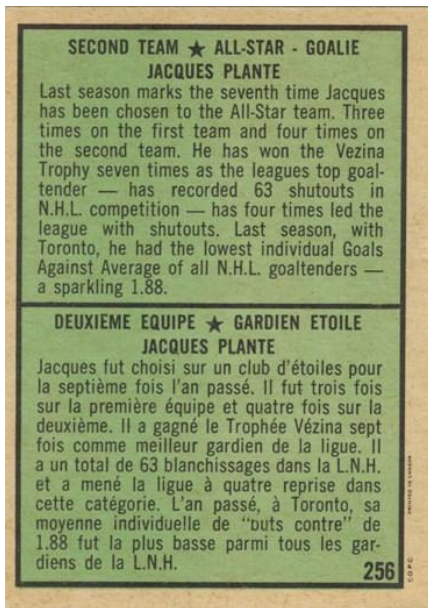 SECOND TEAM ★ ALL-STAR - GOALIE
JACQUES PLANTE
Last season marks the seventh time Jacques
has been chosen to the All-Star team. Three
times on the first team and four times on
the second team. He has won the Vezina
Trophy seven times as the leagues top goal-
tender — has recorded 63 shutouts in
N.H.L. competition — has four times led the
league with shutouts. Last season, with
Toronto, he had the lowest individual Goals
Against Average of all N.H.L. goaltenders —
a sparkling 1.88.
DEUXIEME EQUIPE ★ GARDIEN ETOILE
JACQUES PLANTE
Jacques fut choisi sur un club d'étoiles pour
la septième fois l'an passé. Il fut trois fois
sur la première équipe et quatre fois sur la
deuxième. Il a gagné le Trophée Vézina sept
fois comme meilleur gardien de la ligue. Il
a un total de 63 blanchissages dans la L.N.H.
et a mené la ligue à quatre reprise dans
cette catégorie. L'an passé, à Toronto, sa
moyenne individuelle de "buts contre" de
1.88 fut la plus basse parmi tous les gar-
diens de la L.N.H.
256
O.P.C. PRINTED IN CANADA